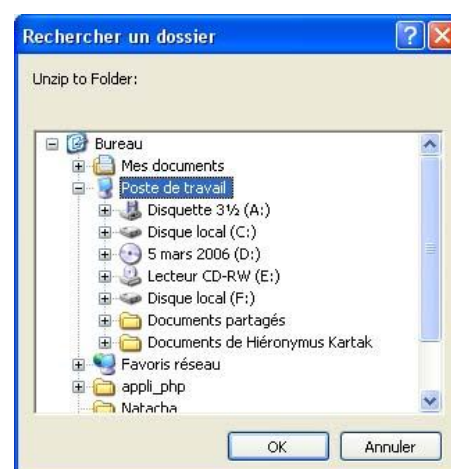 Rechercher un dossier
Unzip to Folder:
Bureau
Mes documents
Poste de travail
Disquette 3½ (A:)
Disque local (C:)
5 mars 2006 (D:)
Lecteur CD-RW (E:)
Disque local (F:)
Documents partagés
Documents de Hiéronymus Kartak
Favoris réseau
appli_php
Natacha
OK
Annuler